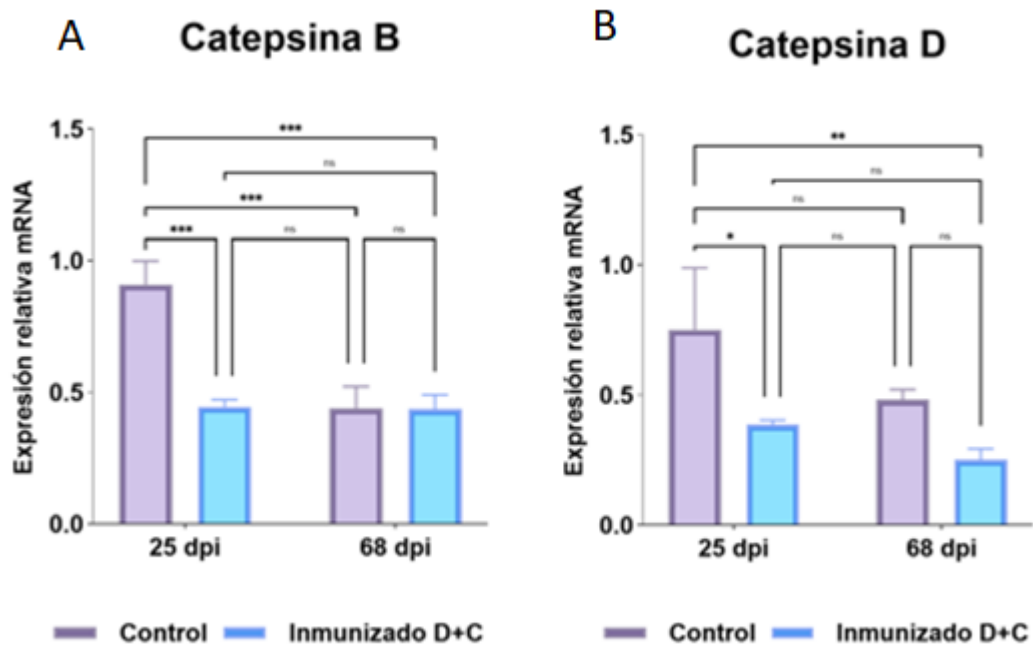 A
Catepsina B
1.5
1.0
0.5
0.0
Expresión relativa mRNA
***
ns
***
***
ns
ns
25 dpi
68 dpi
Control
Inmunizado D+C
B
Catepsina D
1.5
1.0
0.5
0.0
Expresión relativa mRNA
**
ns
ns
*
ns
ns
25 dpi
68 dpi
Control
Inmunizado D+C